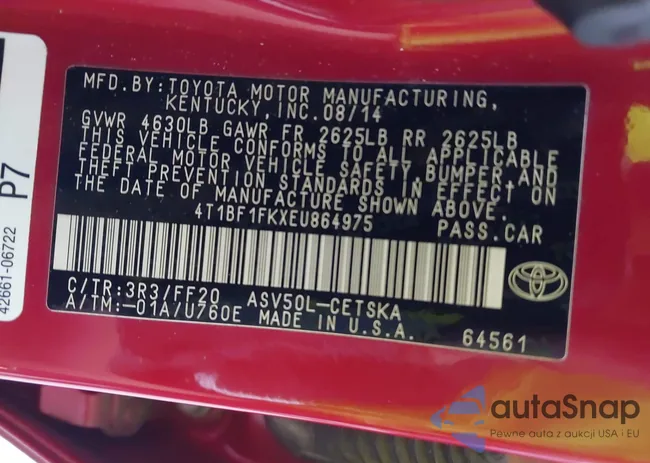 MFD.BY:TOYOTA MOTOR MANUFACTURING,
KENTUCKY,INC.08/14
GVWR 4630LB GAWR FR 2625LB RR 2625LB
THIS VEHICLE CONFORMS TO ALL APPLICABLE
FEDERAL MOTOR VEHICLE SAFETY,BUMPER,AND
THEFT PREVENTION STANDARDS IN EFFECT ON
THE DATE OF MANUFACTURE SHOWN ABOVE.
4T1BF1FKXEU864975 PASS.CAR
C/TR:3R3/FF20 ASV50L-CETSKA
A/TM:-01A/U760E MADE IN U.S.A. 64561
P7
42661-06722
autaSnap
Pewne auta z aukcji USA i EU